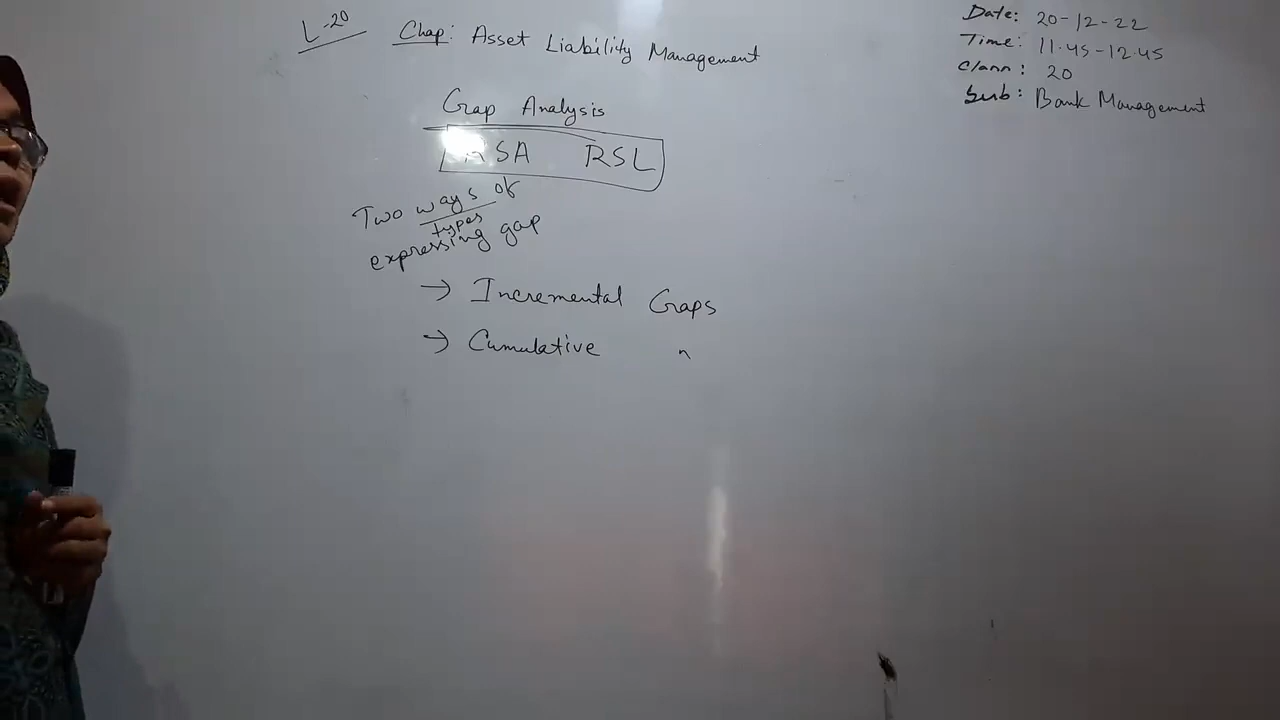 L-20
Chap: Asset Liability Management
Date: 20-12-22
Time: 11.45-12.45
Class: 20
Sub: Bank Management
Gap Analysis
RSA RSL
Two ways of
types
expressing gap
→ Incremental Gaps
→ Cumulative "